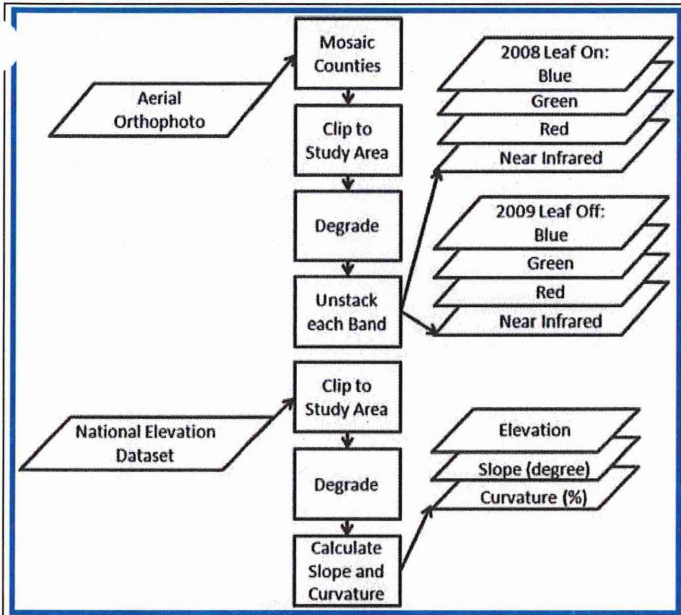 Mosaic
Counties
Aerial
Orthophoto
Clip to
Study Area
Degrade
Unstack
each Band
2008 Leaf On:
Blue
Green
Red
Near Infrared
2009 Leaf Off:
Blue
Green
Red
Near Infrared
National Elevation
Dataset
Clip to
Study Area
Degrade
Calculate
Slope and
Curvature
Elevation
Slope (degree)
Curvature (%)